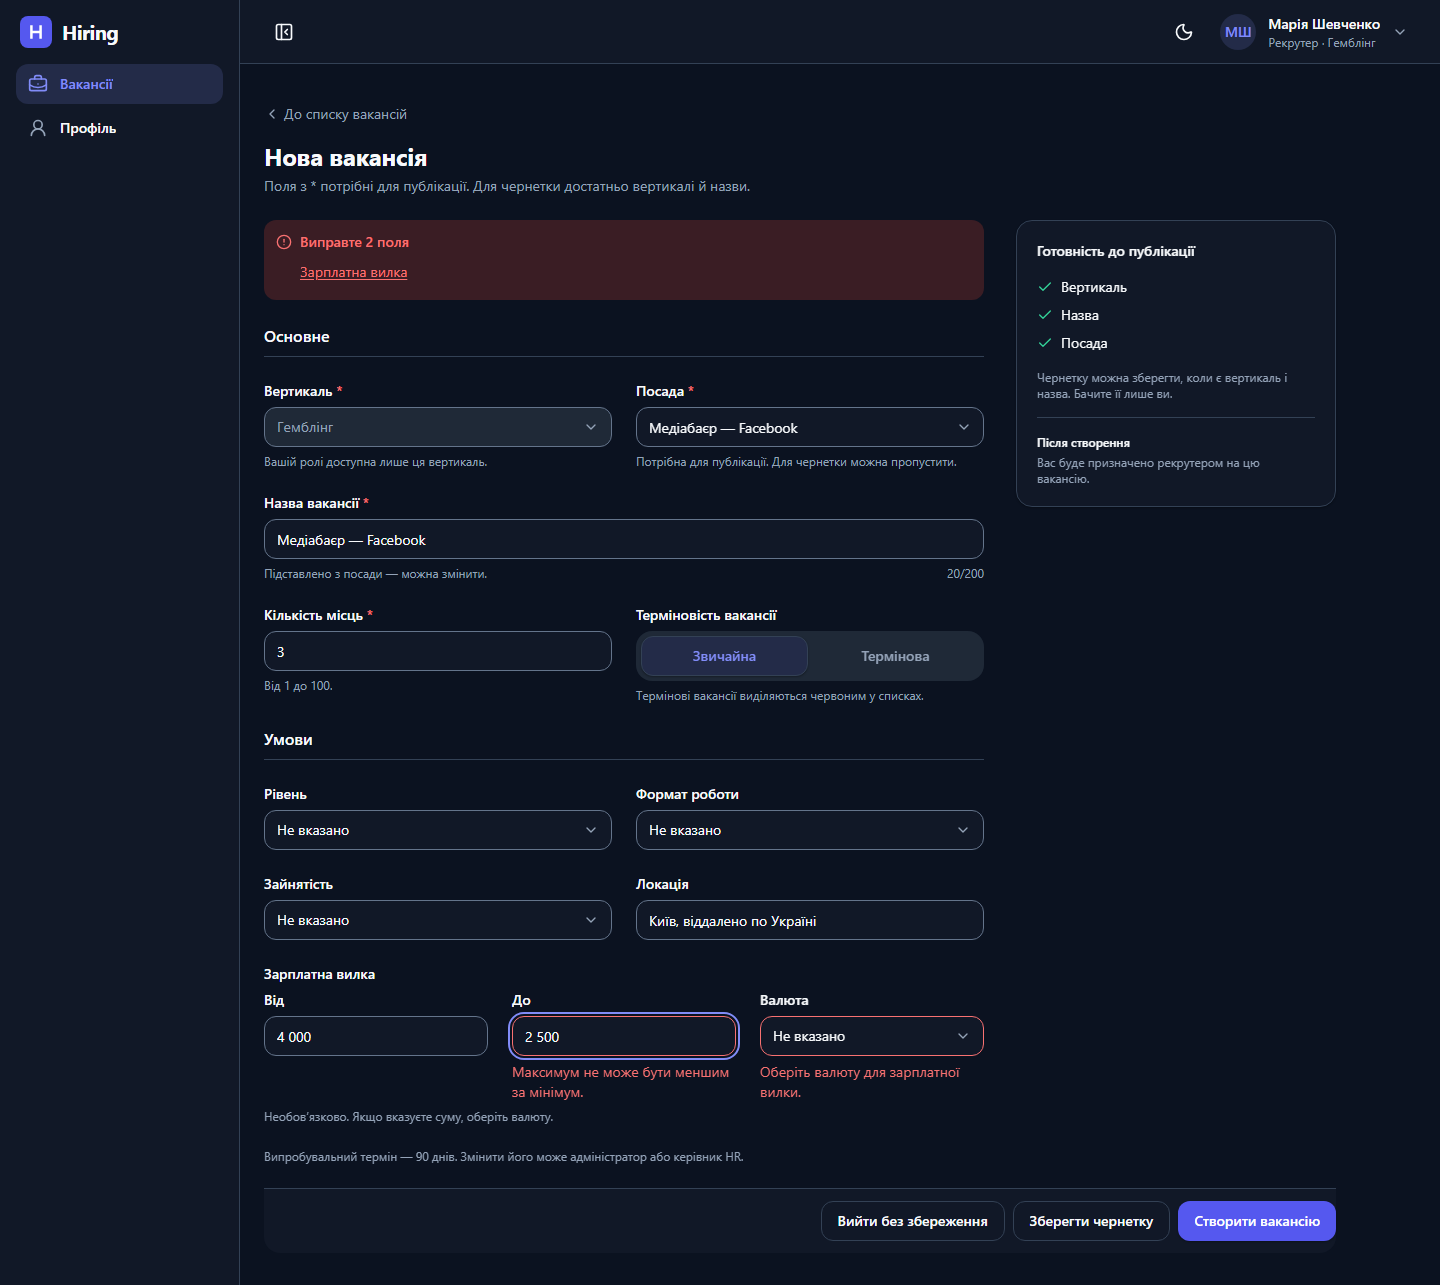 H Hiring
Вакансії
Профіль
МШ
Марія Шевченко
Рекрутер · Гемблінг
До списку вакансій
Нова вакансія
Поля з * потрібні для публікації. Для чернетки достатньо вертикалі й назви.
Виправте 2 поля
Зарплатна вилка
Основне
Вертикаль *
Гемблінг
Вашій ролі доступна лише ця вертикаль.
Посада *
Медіабаєр — Facebook
Потрібна для публікації. Для чернетки можна пропустити.
Назва вакансії *
Медіабаєр — Facebook
Підставлено з посади — можна змінити.
20/200
Кількість місць *
3
Від 1 до 100.
Терміновість вакансії
Звичайна
Термінова
Термінові вакансії виділяються червоним у списках.
Умови
Рівень
Не вказано
Формат роботи
Не вказано
Зайнятість
Не вказано
Локація
Київ, віддалено по Україні
Зарплатна вилка
Від
4 000
До
2 500
Максимум не може бути меншим
за мінімум.
Валюта
Не вказано
Оберіть валюту для зарплатної
вилки.
Необов’язково. Якщо вказуєте суму, оберіть валюту.
Випробувальний термін — 90 днів. Змінити його може адміністратор або керівник HR.
Вийти без збереження
Зберегти чернетку
Створити вакансію
Готовність до публікації
Вертикаль
Назва
Посада
Чернетку можна зберегти, коли є вертикаль і
назва. Бачите її лише ви.
Після створення
Вас буде призначено рекрутером на цю
вакансію.